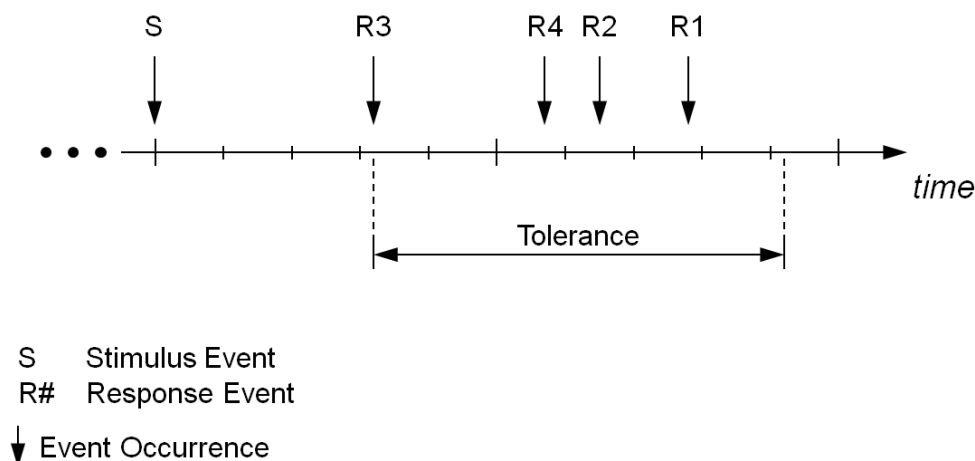 S R3 R4 R2 R1
time
Tolerance
S Stimulus Event
R# Response Event
Event Occurrence